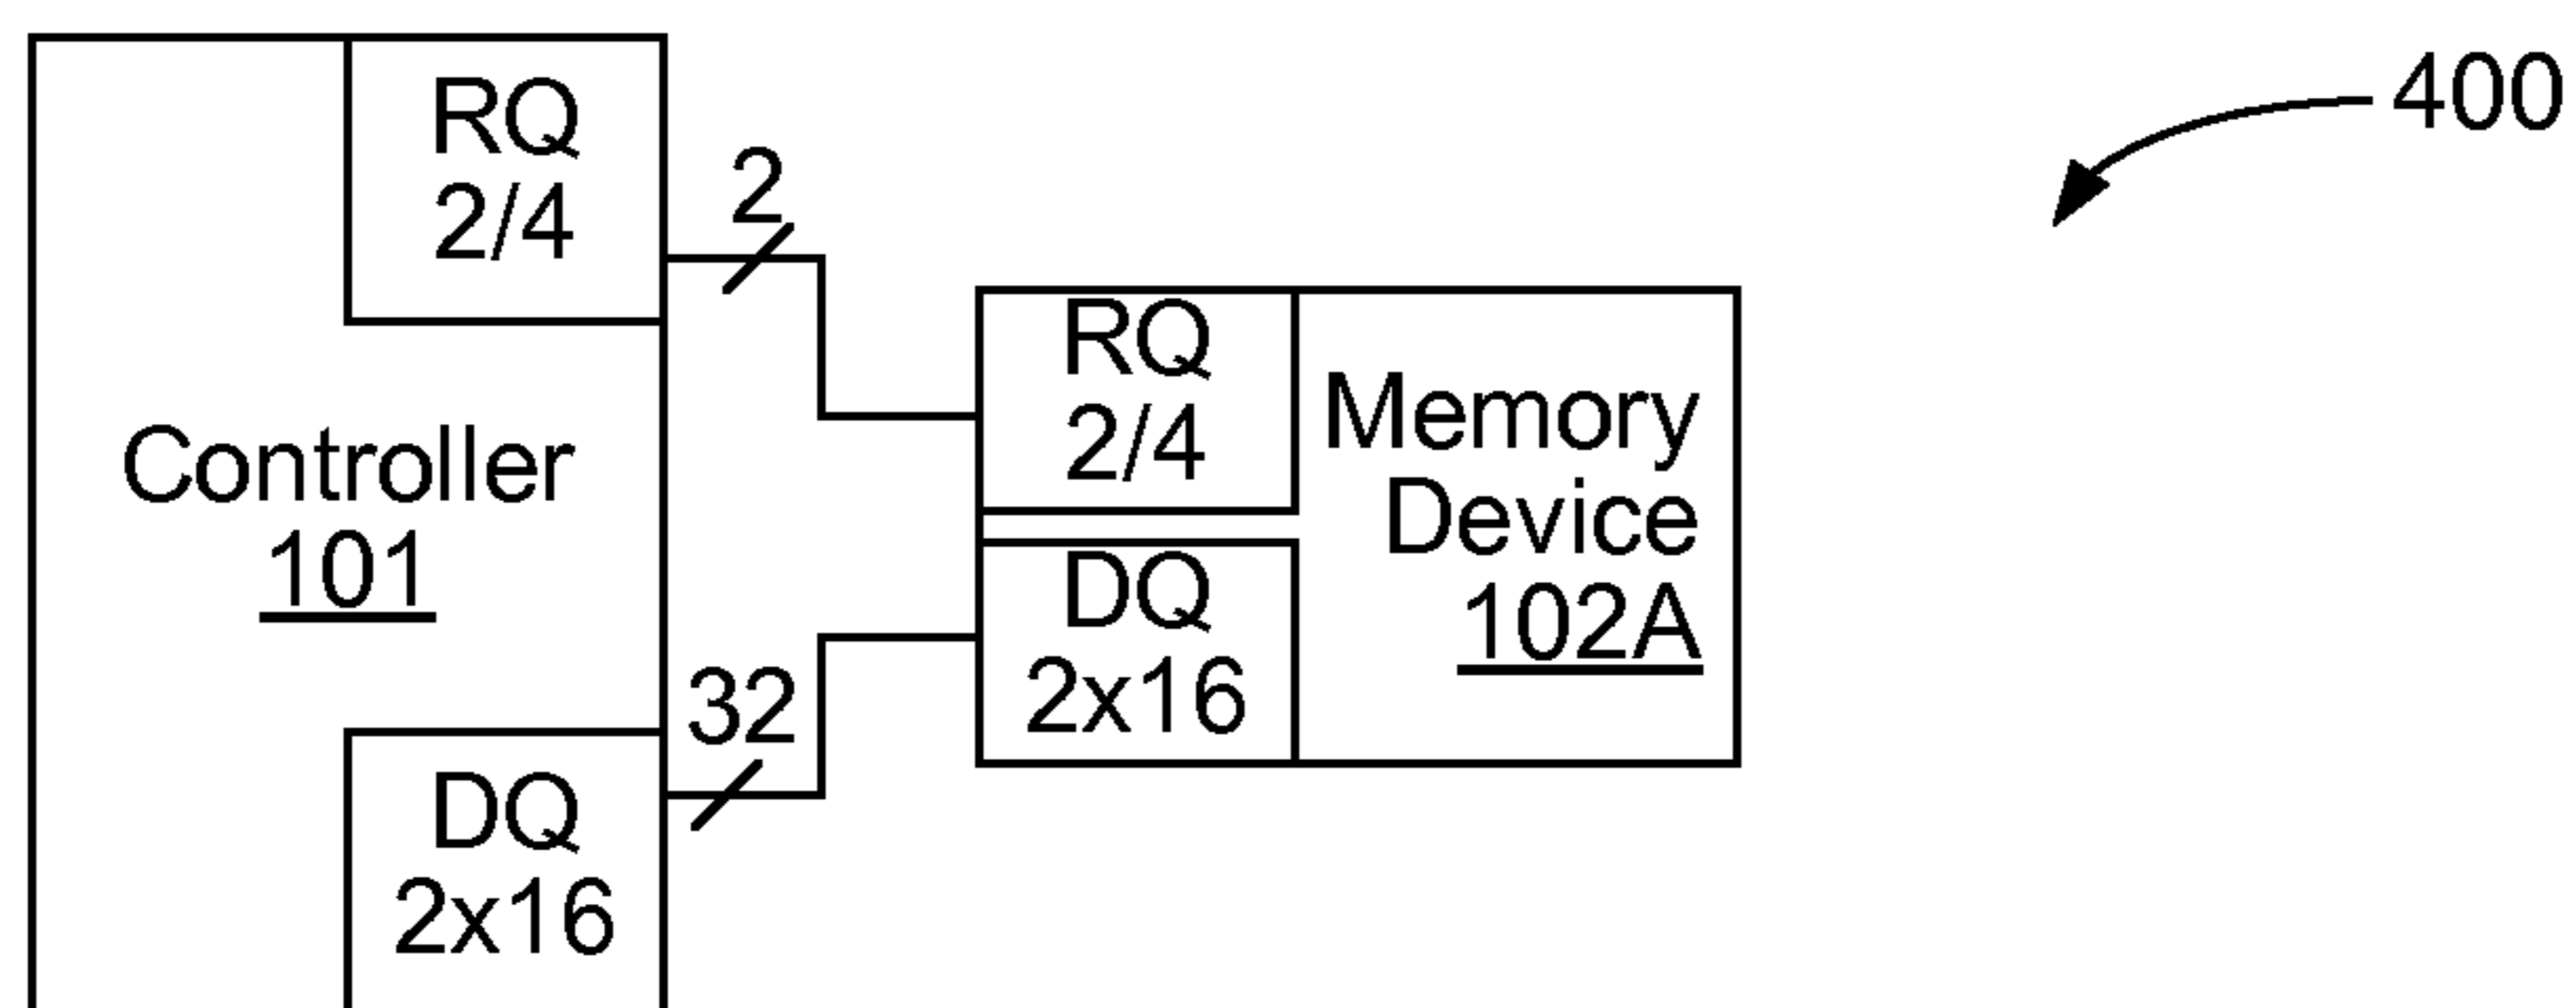 400
RQ
2/4
2
RQ
2/4
Memory
Device
102A
Controller
101
DQ
2x16
32
DQ
2x16